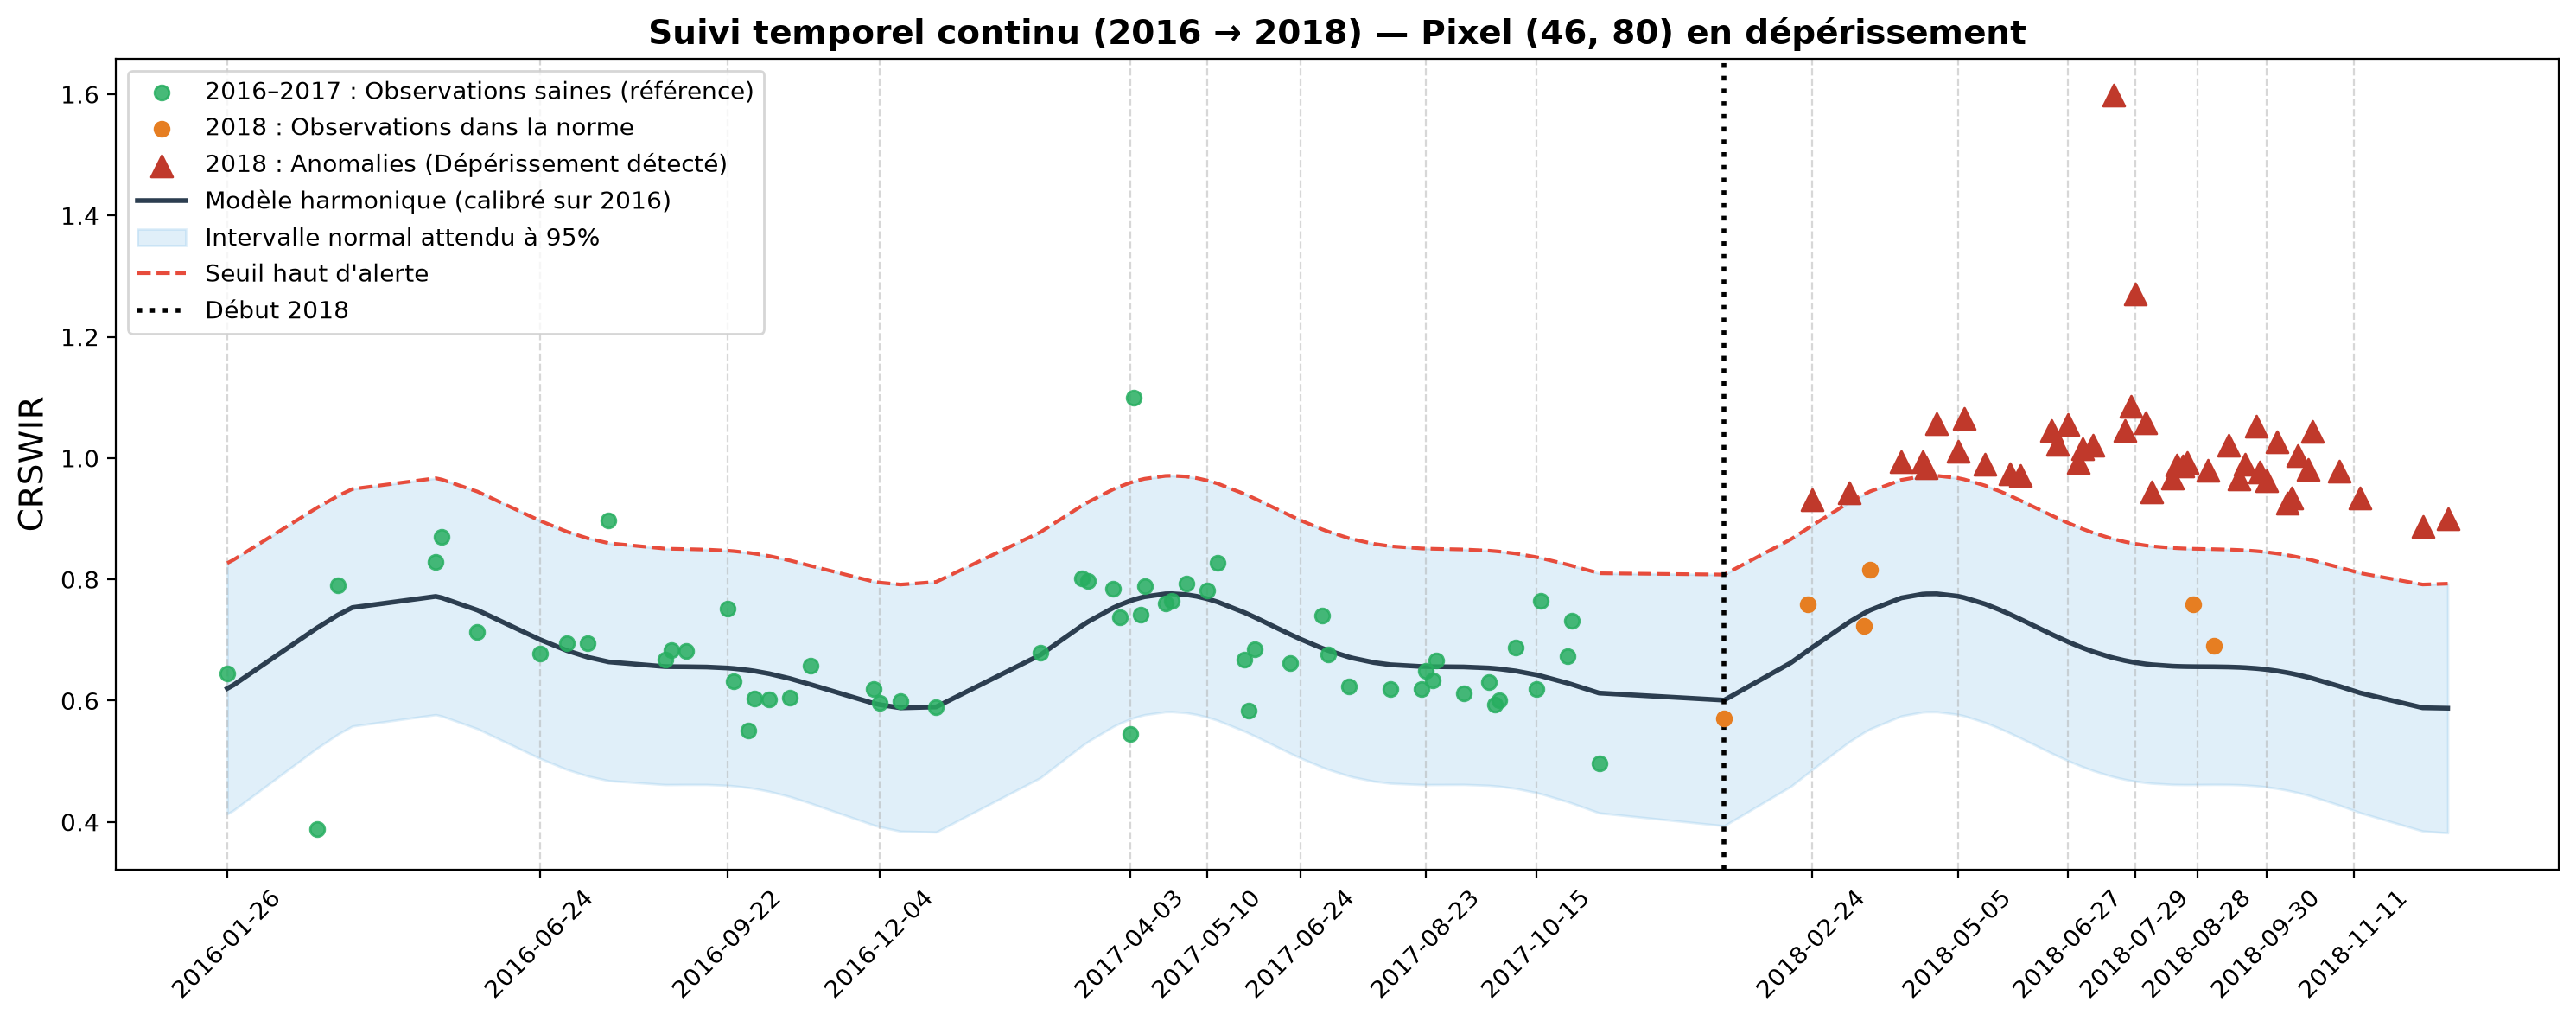 Suivi temporel continu (2016 → 2018) — Pixel (46, 80) en dépérissement
2016–2017 : Observations saines (référence)
2018 : Observations dans la norme
2018 : Anomalies (Dépérissement détecté)
Modèle harmonique (calibré sur 2016)
Intervalle normal attendu à 95%
Seuil haut d'alerte
Début 2018
CRSWIR
1.6
1.4
1.2
1.0
0.8
0.6
0.4
2016-01-26
2016-06-24
2016-09-22
2016-12-04
2017-04-03
2017-05-10
2017-06-24
2017-08-23
2017-10-15
2018-02-24
2018-05-05
2018-06-27
2018-07-29
2018-08-28
2018-09-30
2018-11-11